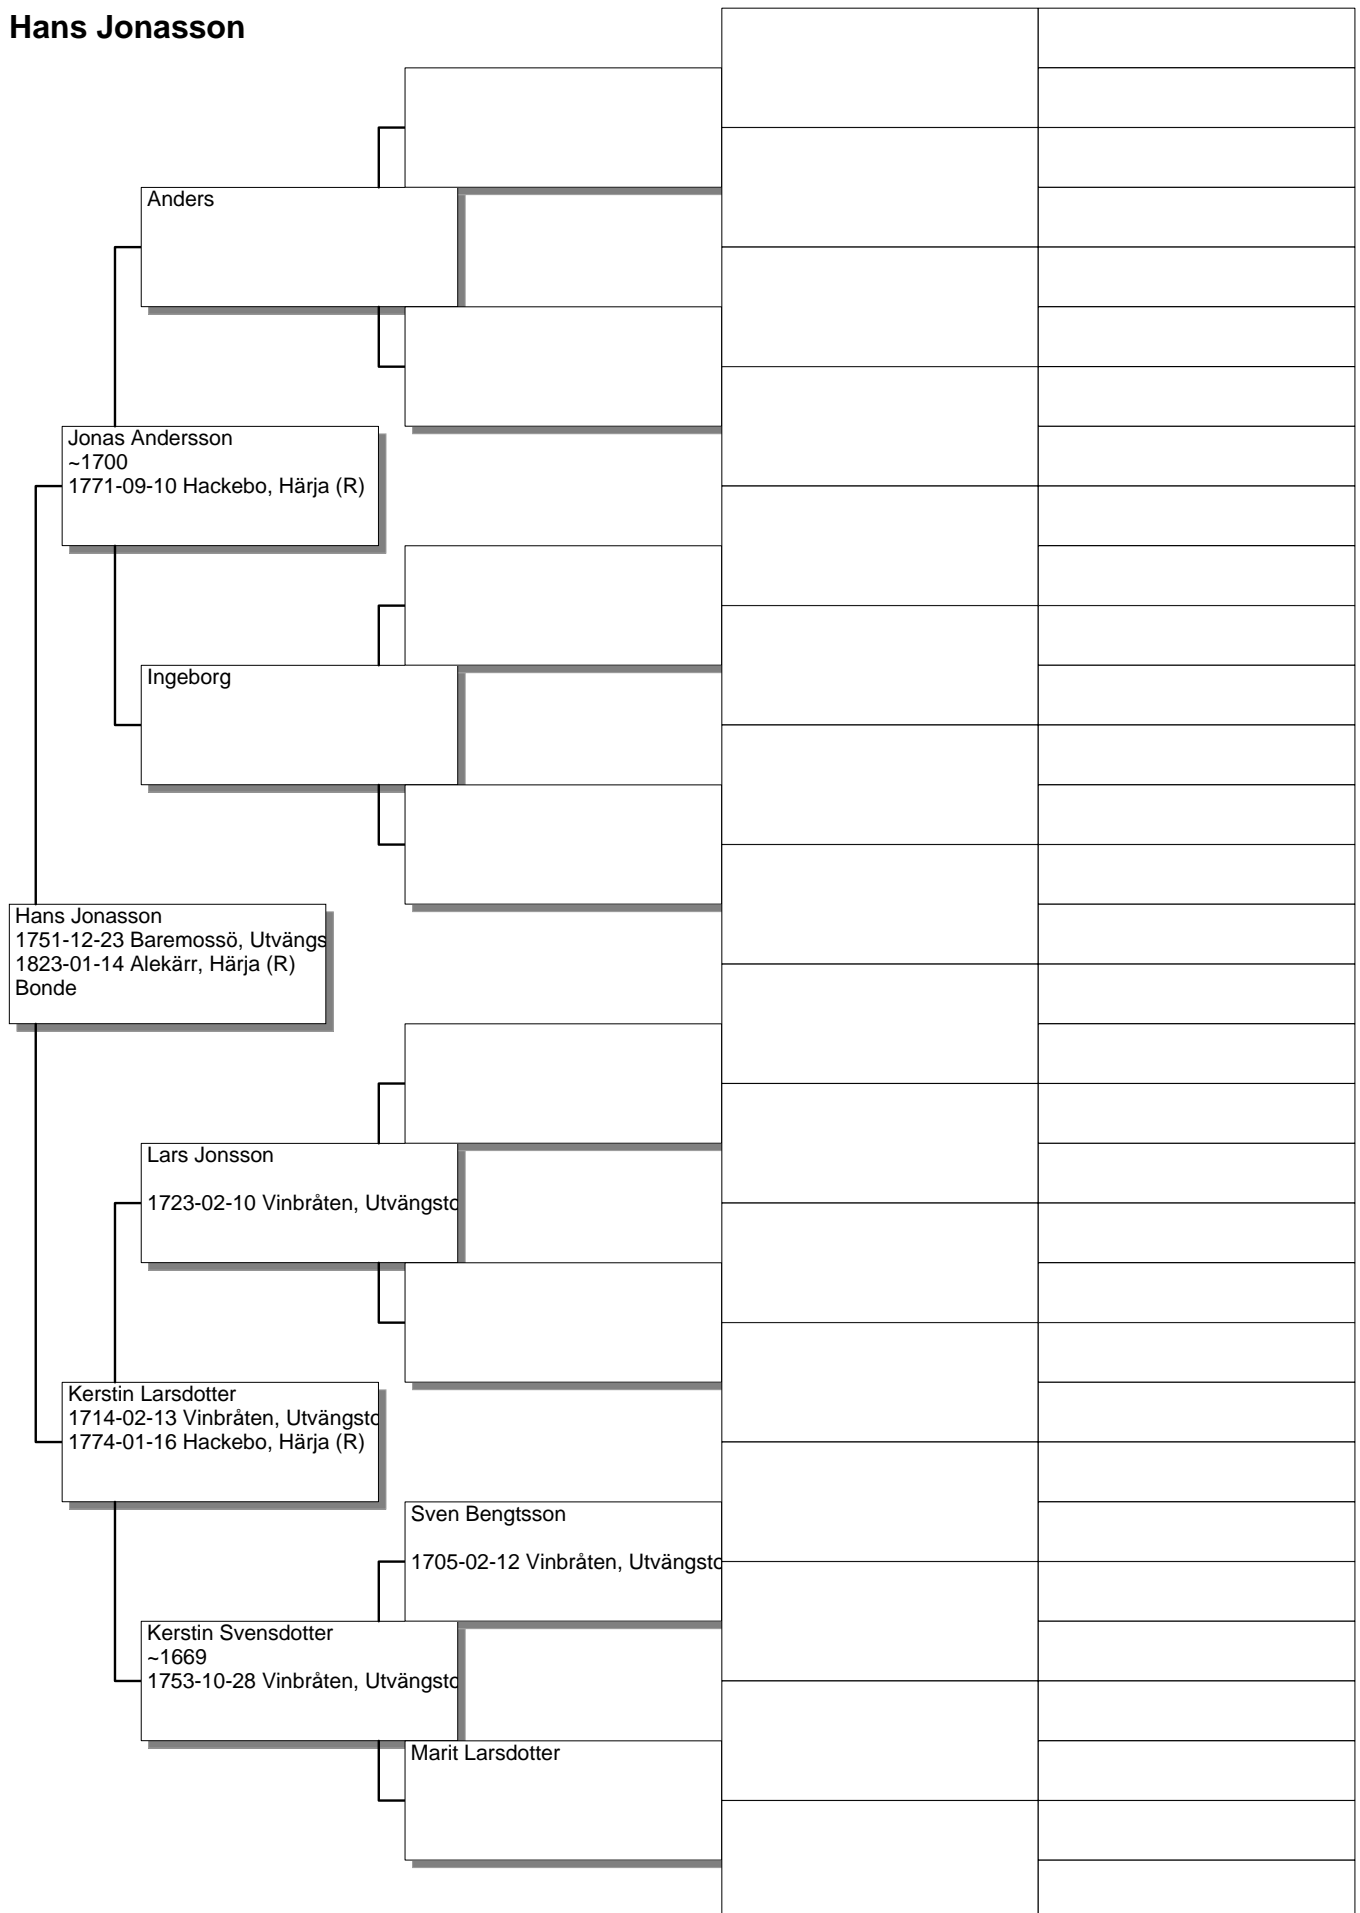 Hans Jonasson
Anders
Jonas Andersson
~1700
1771-09-10 Hackebo, Härja (R)
Ingeborg
Hans Jonasson
1751-12-23 Baremossö, Utvängs
1823-01-14 Alekärr, Härja (R)
Bonde
Lars Jonsson
1723-02-10 Vinbråten, Utvängsto
Kerstin Larsdotter
1714-02-13 Vinbråten, Utvängsto
1774-01-16 Hackebo, Härja (R)
Sven Bengtsson
1705-02-12 Vinbråten, Utvängsto
Kerstin Svensdotter
~1669
1753-10-28 Vinbråten, Utvängsto
Marit Larsdotter